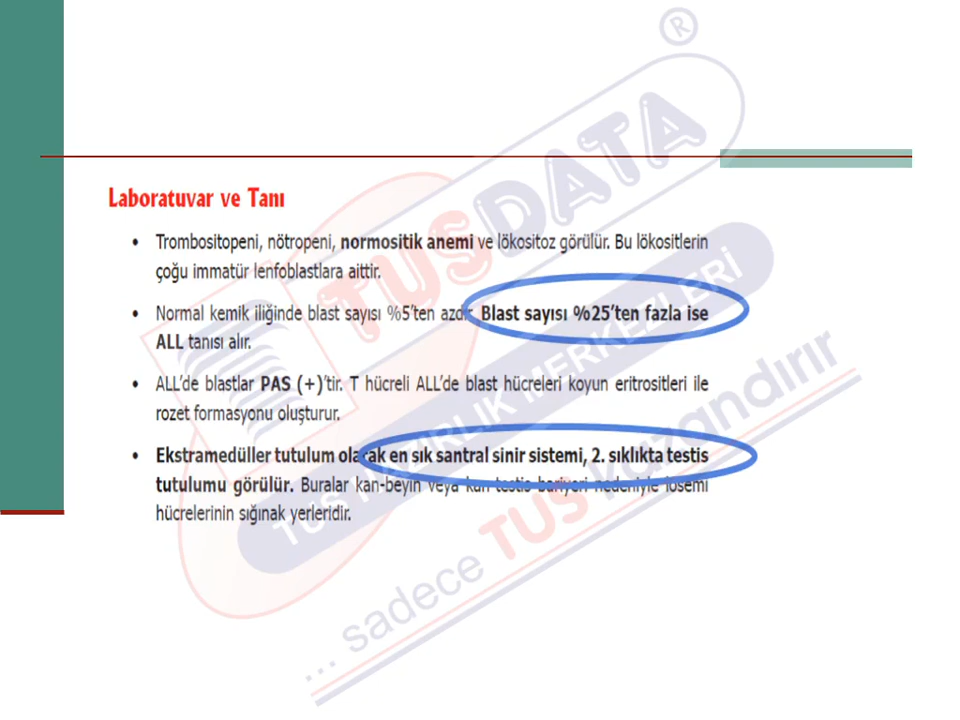 ®
TUSDATA
TUS HAZIRLIK MERKEZLERİ
... sadece TUS kazandırır
Laboratuvar ve Tanı
• Trombositopeni, nötropeni, normositik anemi ve lökositoz görülür. Bu lökositlerin
çoğu immatür lenfoblastlara aittir.
• Normal kemik iliğinde blast sayısı %5'ten azdır. Blast sayısı %25'ten fazla ise
ALL tanısı alır.
• ALL'de blastlar PAS (+)'tir. T hücreli ALL'de blast hücreleri koyun eritrositleri ile
rozet formasyonu oluşturur.
• Ekstramedüller tutulum olarak en sık santral sinir sistemi, 2. sıklıkta testis
tutulumu görülür. Buralar kan-beyin veya kan-testis bariyeri nedeniyle lösemi
hücrelerinin sığınak yerleridir.